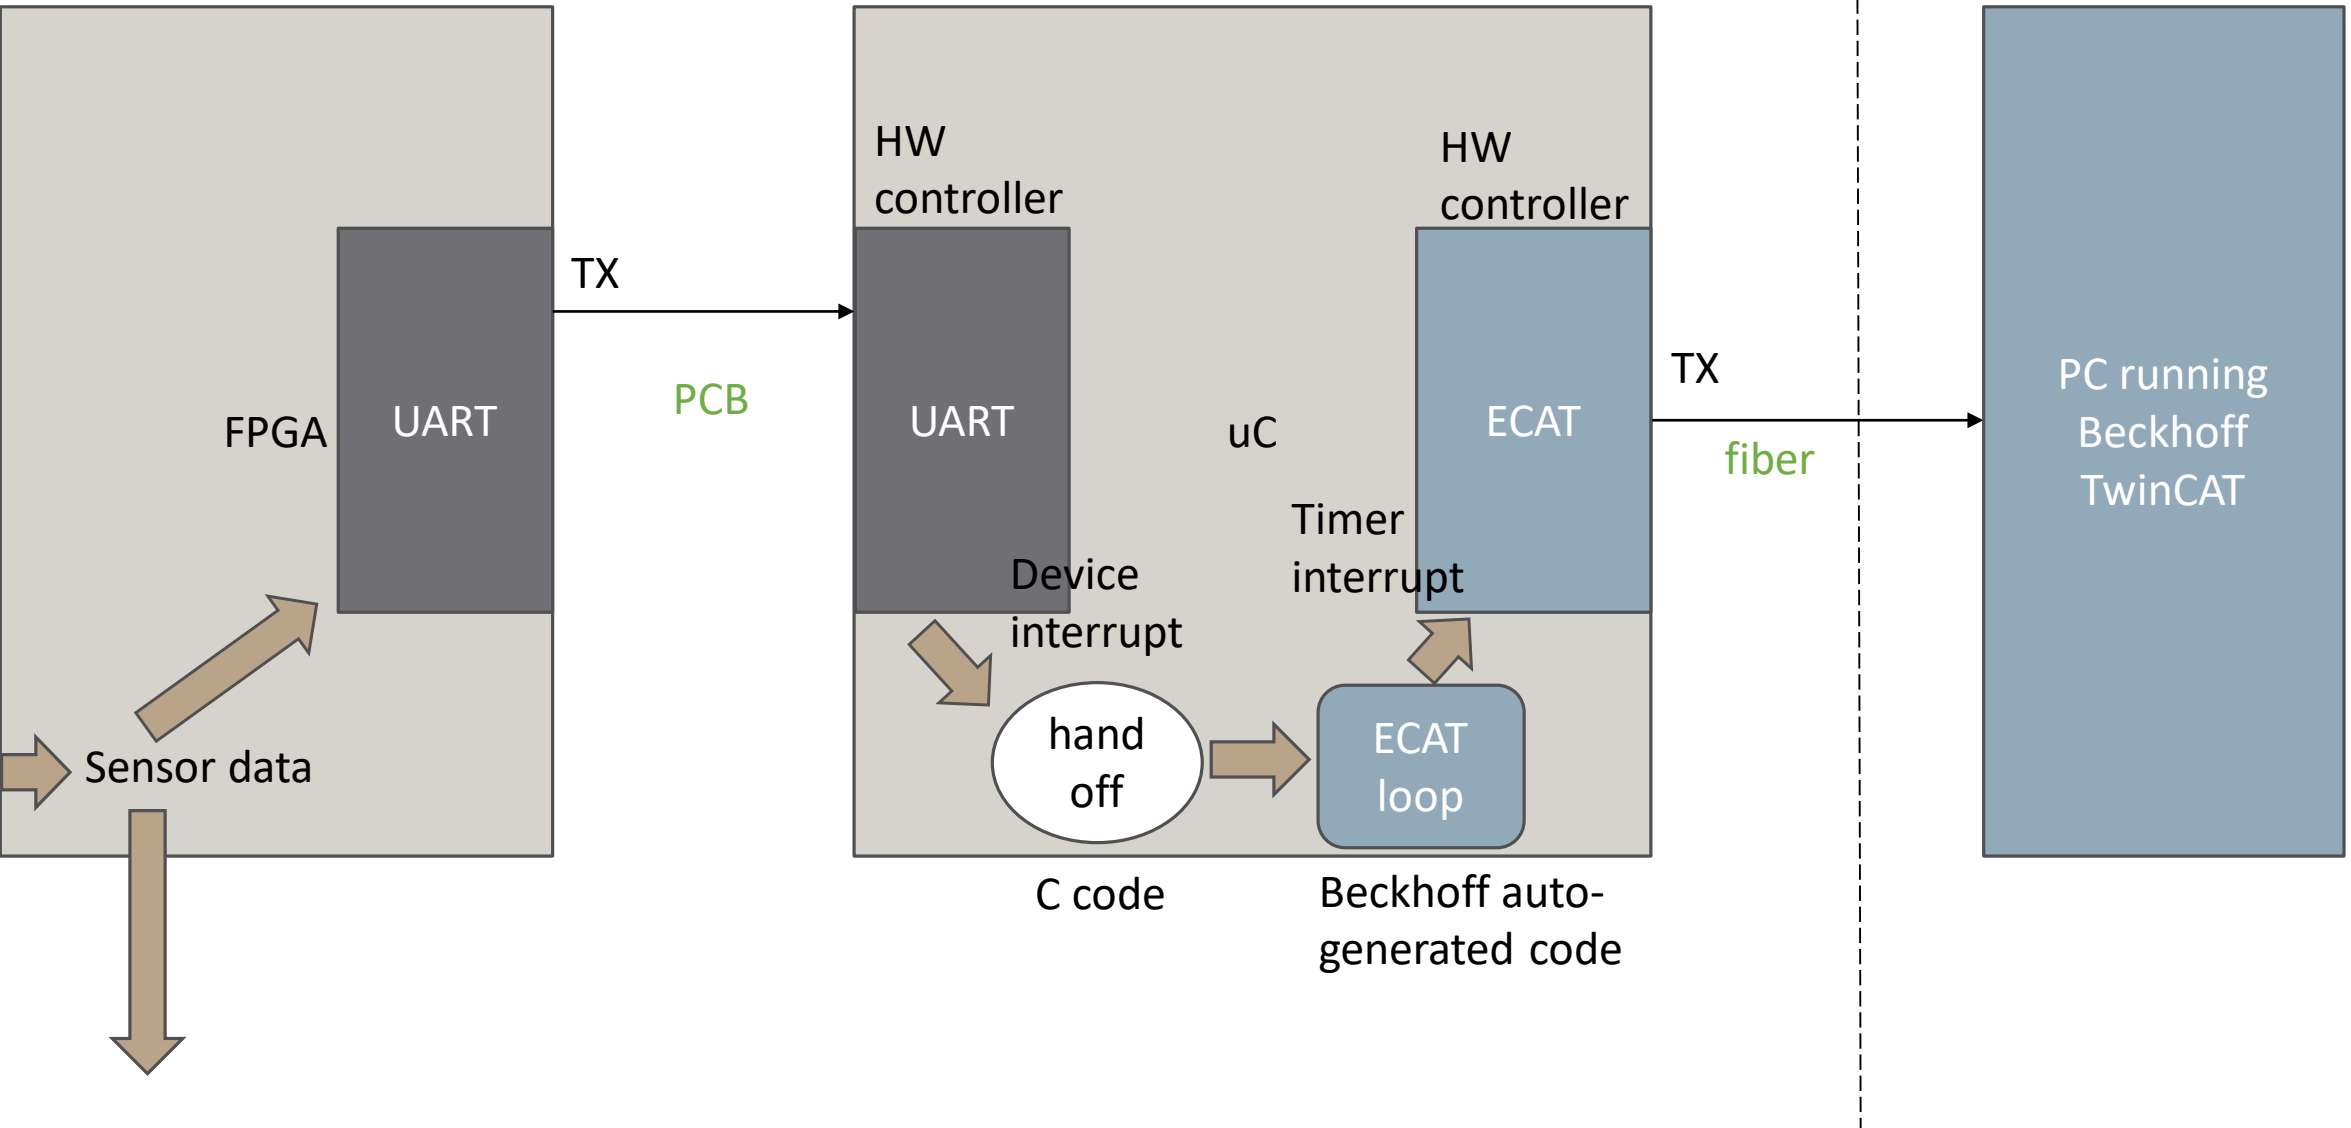 HW
controller
HW
controller
TX
UART
PCB
FPGA
UART
uC
ECAT
TX
fiber
PC running
Beckhoff
TwinCAT
Timer
interrupt
Device
interrupt
Sensor data
hand
off
ECAT
loop
C code
Beckhoff auto-
generated code